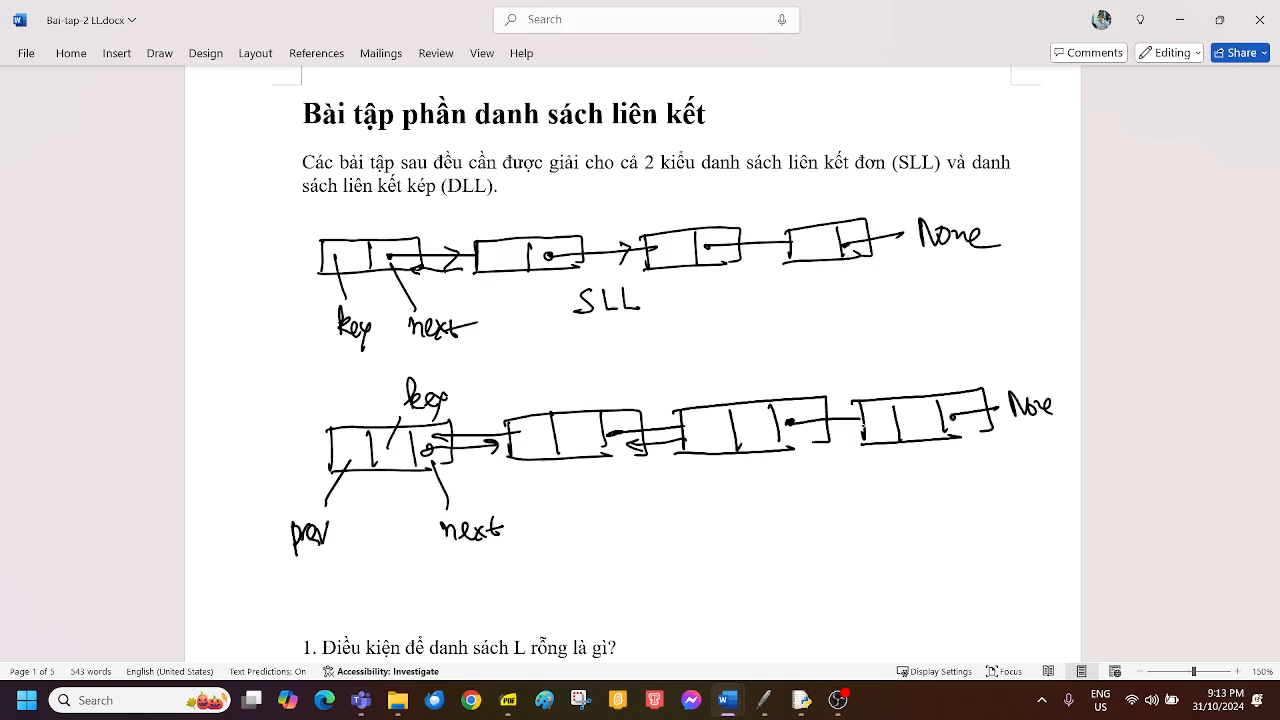 Bai-tap-2 LL.docx
Search
File Home Insert Draw Design Layout References Mailings Review View Help
Comments Editing Share
Bài tập phần danh sách liên kết
Các bài tập sau đều cần được giải cho cả 2 kiểu danh sách liên kết đơn (SLL) và danh
sách liên kết kép (DLL).
None
key next
SLL
key
None
prev next
1. Điều kiện để danh sách L rỗng là gì?
Page 1 of 5 543 words English (United States) Text Predictions: On Accessibility: Investigate Display Settings Focus 150%
Search
PDF
ENG
US
9:13 PM
31/10/2024